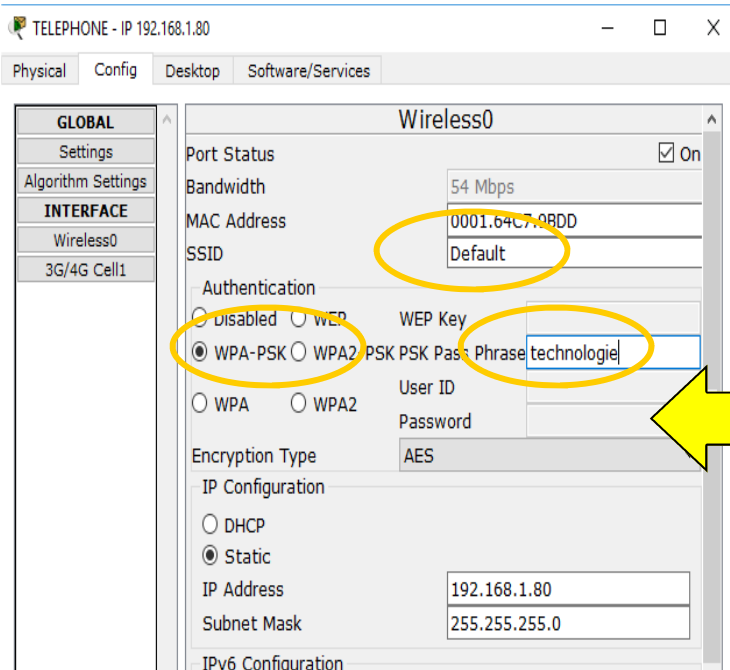 TELEPHONE - IP 192.168.1.80
Physical Config Desktop Software/Services
GLOBAL
Settings
Algorithm Settings
INTERFACE
Wireless0
3G/4G Cell1
Wireless0
Port Status On
Bandwidth 54 Mbps
MAC Address 0001.64C7.9BDD
SSID Default
Authentication
Disabled WEP WEP Key
WPA-PSK WPA2-PSK PSK Pass Phrase technologie
User ID
WPA WPA2
Password
Encryption Type AES
IP Configuration
DHCP
Static
IP Address 192.168.1.80
Subnet Mask 255.255.255.0
IPv6 Configuration